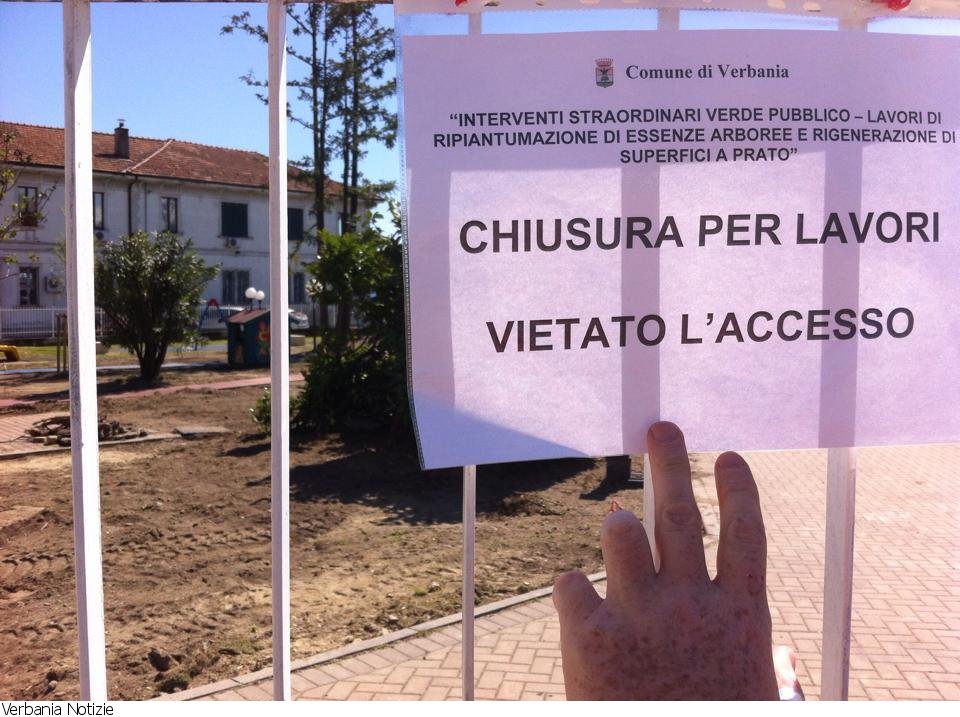 Comune di Verbania
“INTERVENTI STRAORDINARI VERDE PUBBLICO – LAVORI DI
RIPIANTUMAZIONE DI ESSENZE ARBOREE E RIGENERAZIONE DI
SUPERFICI A PRATO”
CHIUSURA PER LAVORI
VIETATO L’ACCESSO
Verbania Notizie